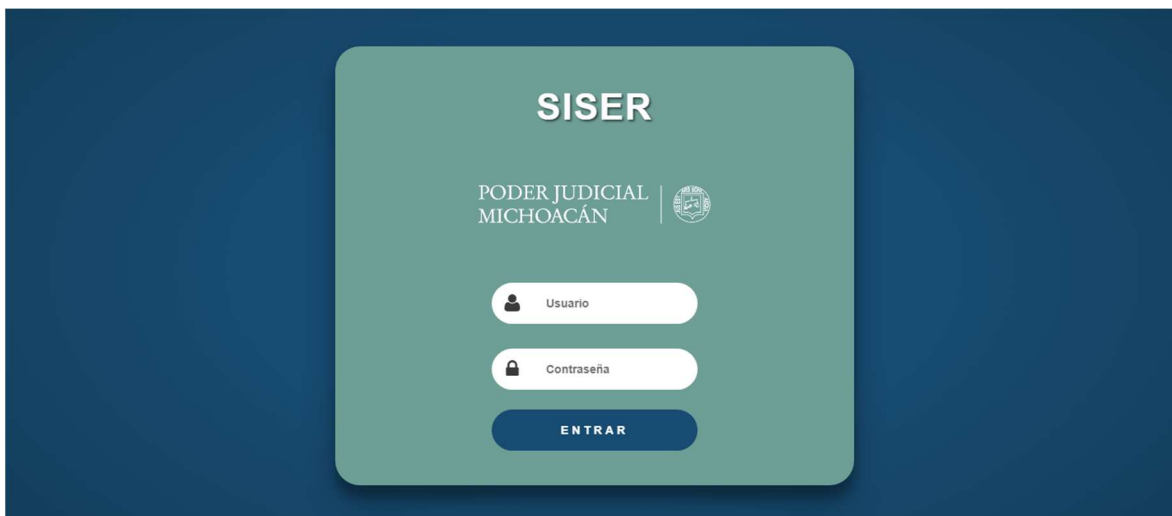 SISER
PODER JUDICIAL
MICHOACÁN
Usuario
Contraseña
ENTRAR